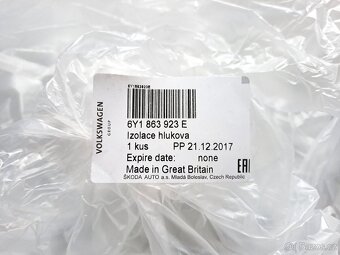 6Y1863923E
VOLKSWAGEN
GROUP
6Y1 863 923 E
Izolace hlukova
1 kus PP 21.12.2017
Expire date: none
Made in Great Britain
ŠKODA AUTO a.s. Mladá Boleslav, Czech Republic
EAC